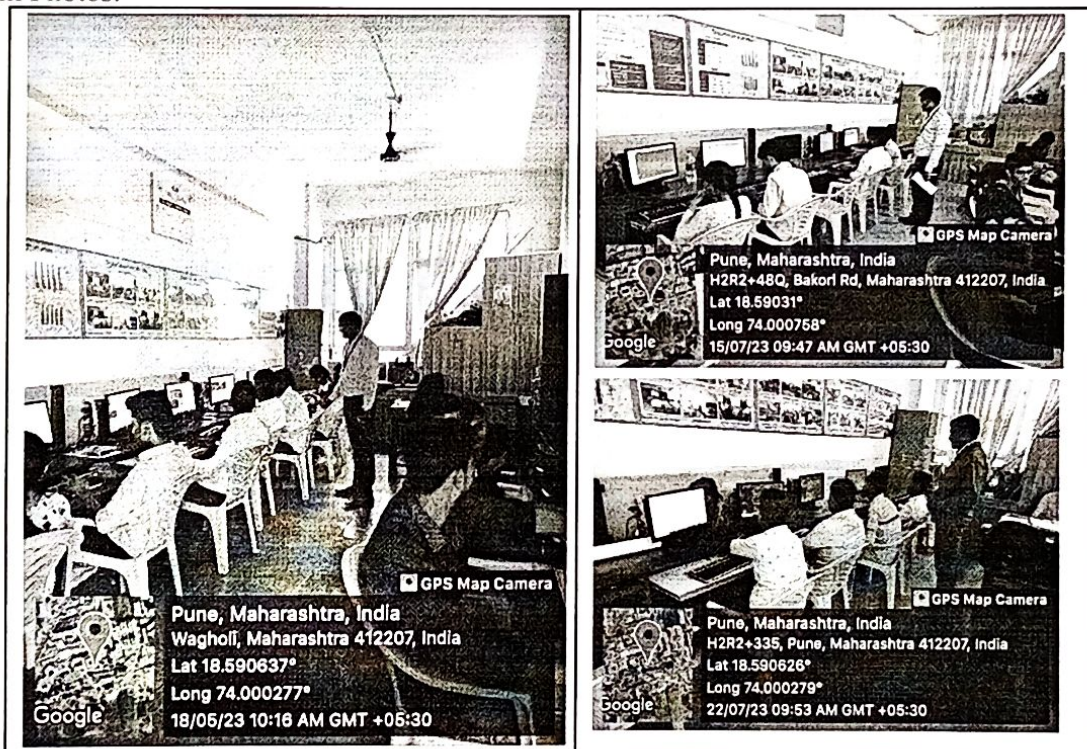 GPS Map Camera
Pune, Maharashtra, India
Wagholi, Maharashtra 412207, India
Lat 18.590637°
Long 74.000277°
18/05/23 10:16 AM GMT +05:30
Google
GPS Map Camera
Pune, Maharashtra, India
H2R2+48Q, Bakori Rd, Maharashtra 412207, India
Lat 18.59031°
Long 74.000758°
15/07/23 09:47 AM GMT +05:30
Google
GPS Map Camera
Pune, Maharashtra, India
H2R2+335, Pune, Maharashtra 412207, India
Lat 18.590626°
Long 74.000279°
22/07/23 09:53 AM GMT +05:30
Google